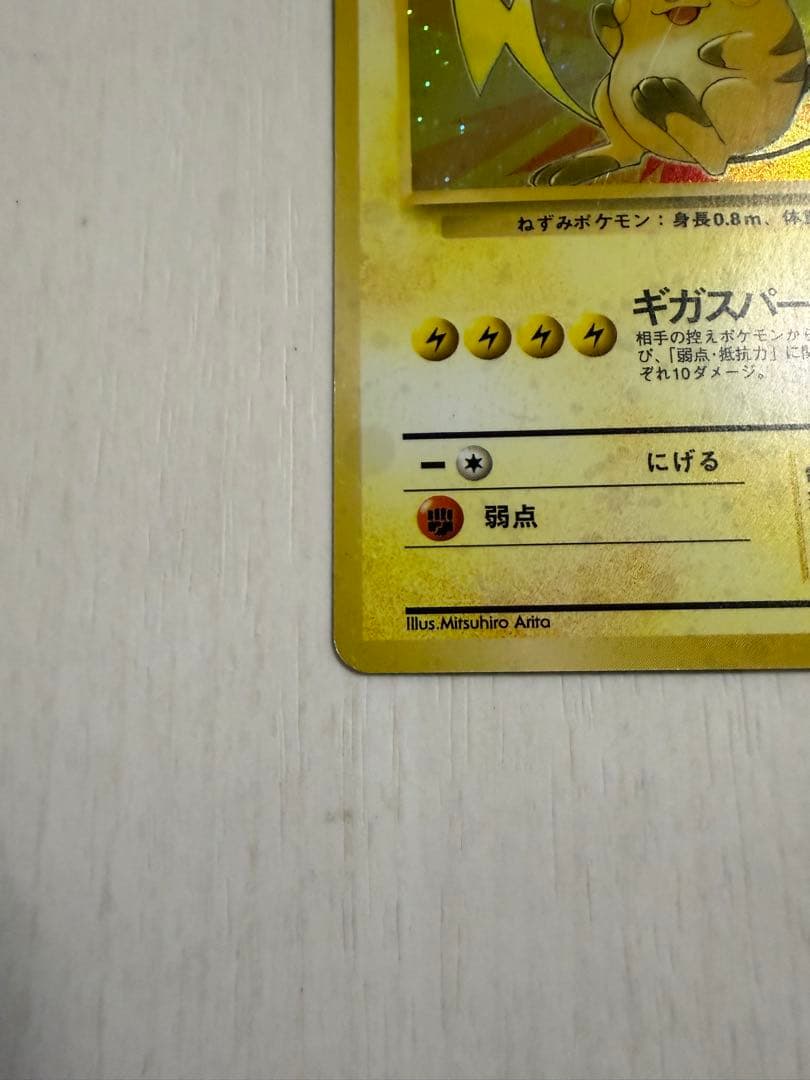 ねずみポケモン：身長0.8m、体
ギガスパー
相手の控えポケモンから
び、「弱点・抵抗力」に
ぞれ10ダメージ。
にげる
弱点
Illus.Mitsuhiro Arita